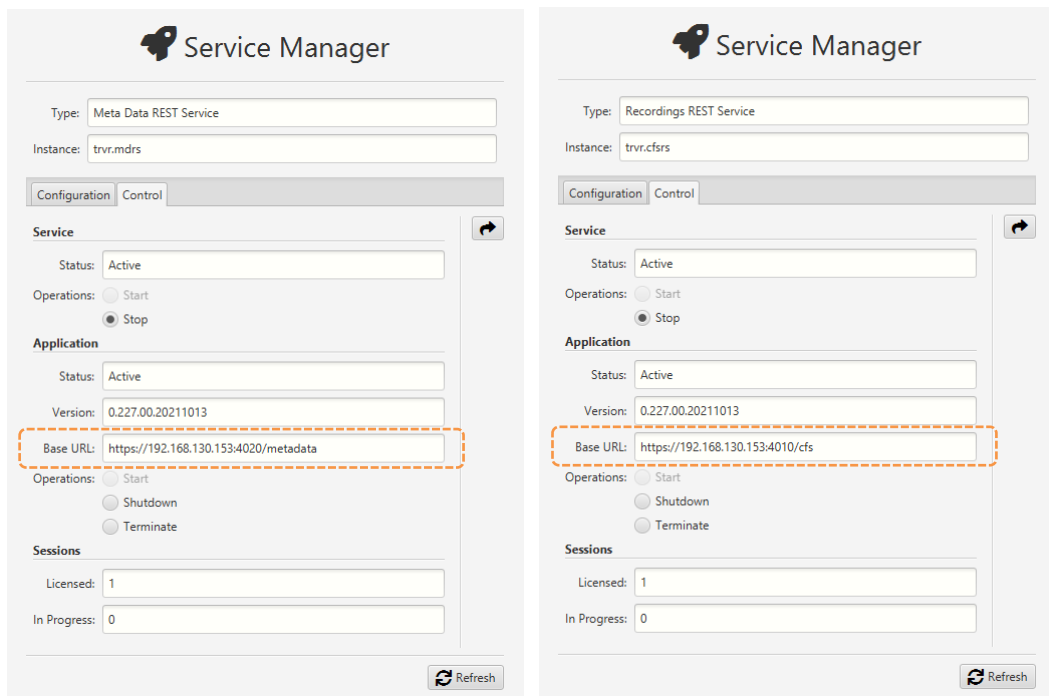 Service Manager
Type: Meta Data REST Service
Instance: trvr.mdrs
Configuration Control
Service
Status: Active
Operations: Start
Stop
Application
Status: Active
Version: 0.227.00.20211013
Base URL: https://192.168.130.153:4020/metadata
Operations: Start
Shutdown
Terminate
Sessions
Licensed: 1
In Progress: 0
Refresh
Service Manager
Type: Recordings REST Service
Instance: trvr.cfsrs
Configuration Control
Service
Status: Active
Operations: Start
Stop
Application
Status: Active
Version: 0.227.00.20211013
Base URL: https://192.168.130.153:4010/cfs
Operations: Start
Shutdown
Terminate
Sessions
Licensed: 1
In Progress: 0
Refresh